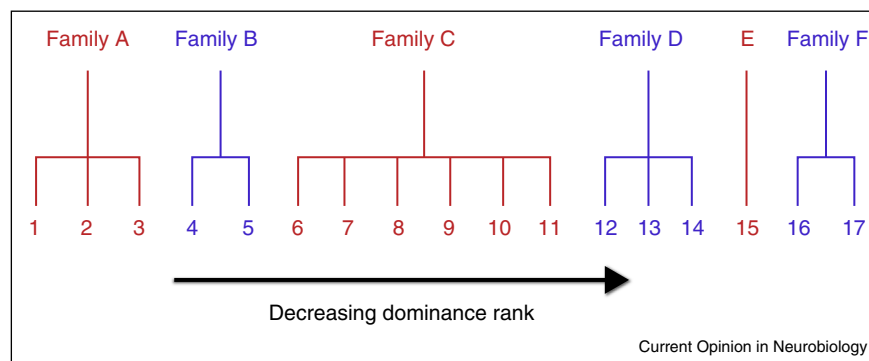 Family A Family B Family C Family D E Family F
1 2 3 4 5 6 7 8 9 10 11 12 13 14 15 16 17
Decreasing dominance rank
Current Opinion in Neurobiology